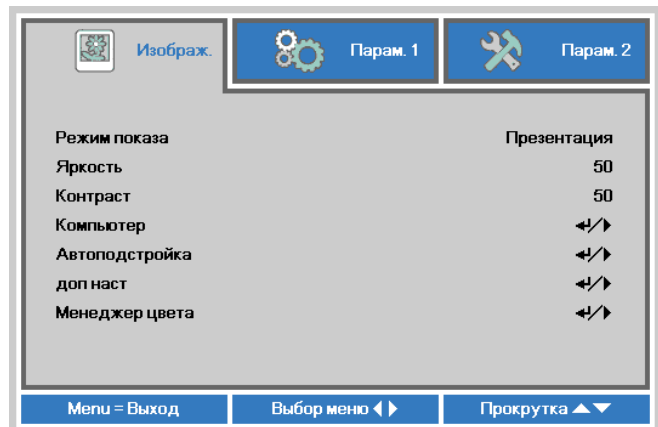 Изображ.
Парам. 1
Парам. 2
Режим показа Презентация
Яркость 50
Контраст 50
Компьютер ↵/▶
Автоподстройка ↵/▶
доп наст ↵/▶
Менеджер цвета ↵/▶
Menu = Выход
Выбор меню ◀▶
Прокрутка ▲▼